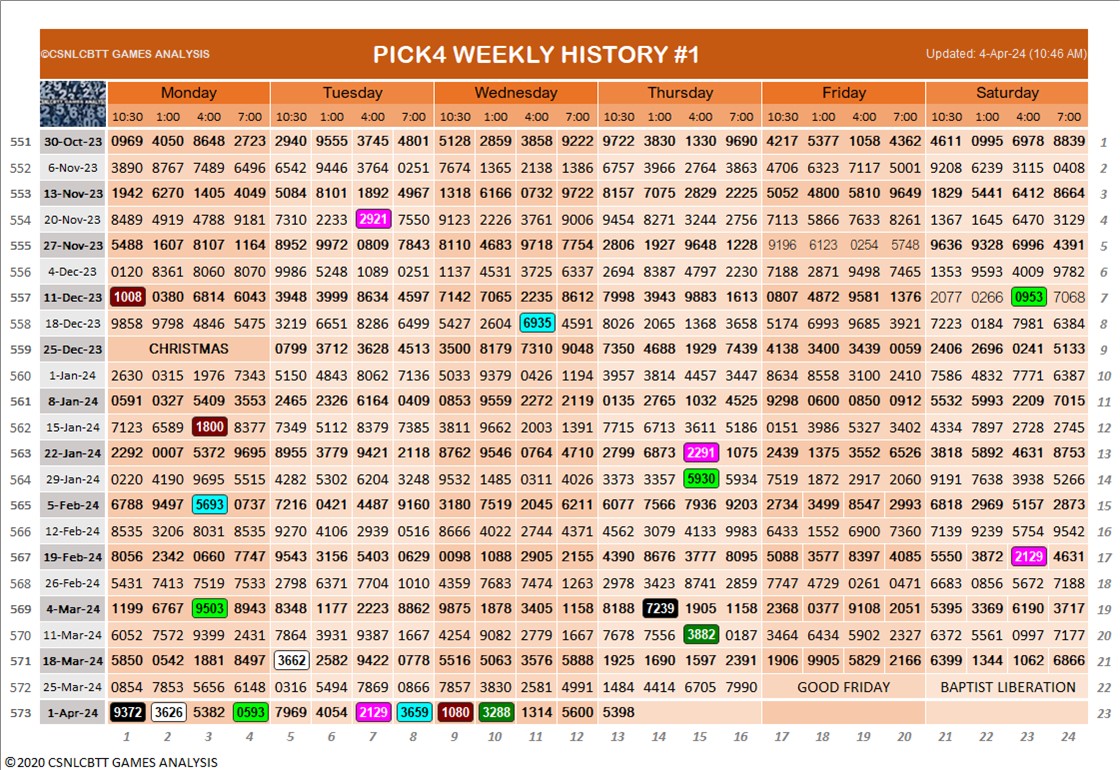 ©CSNLCBTT GAMES ANALYSIS PICK4 WEEKLY HISTORY #1 Updated: 4-Apr-24 (10:46 AM)
Monday Tuesday Wednesday Thursday Friday Saturday
10:30 1:00 4:00 7:00 10:30 1:00 4:00 7:00 10:30 1:00 4:00 7:00 10:30 1:00 4:00 7:00 10:30 1:00 4:00 7:00 10:30 1:00 4:00 7:00
551 30-Oct-23 0969 4050 8648 2723 2940 9555 3745 4801 5128 2859 3858 9222 9722 3830 1330 9690 4217 5377 1058 4362 4611 0995 6978 8839 1
552 6-Nov-23 3890 8767 7489 6496 6542 9446 3764 0251 7674 1365 2138 1386 6757 3966 2764 3863 4706 6323 7117 5001 9208 6239 3115 0408 2
553 13-Nov-23 1942 6270 1405 4049 5084 8101 1892 4967 1318 6166 0732 9722 8157 7075 2829 2225 5052 4800 5810 9649 1829 5441 6412 8664 3
554 20-Nov-23 8489 4919 4788 9181 7310 2233 2921 7550 9123 2226 3761 9006 9454 8271 3244 2756 7113 5366 7633 8261 1367 1645 6470 3129 4
555 27-Nov-23 5488 1607 8107 1164 8952 9972 0809 7843 8110 4683 9718 7754 2806 1927 9648 1228 9196 6123 0254 5748 9636 9328 6996 4391 5
556 4-Dec-23 0120 8361 8060 8070 9986 5248 1089 0251 1137 4531 3725 6337 2694 8387 4797 2230 7188 2871 9498 7465 1353 9593 4009 9782 6
557 11-Dec-23 1008 0380 6814 6043 3948 3999 8634 4597 7142 7065 2235 8612 7998 3943 9883 1613 0807 4872 9581 1376 2077 0266 0953 7068 7
558 18-Dec-23 9858 9798 4846 5475 3219 6651 8286 6499 5427 2604 6935 4591 8026 2065 1368 3658 5174 6993 9685 3921 7223 0184 7981 6384 8
559 25-Dec-23 CHRISTMAS 0799 3712 3628 4513 3500 8179 7310 9048 7350 4688 1929 7439 4138 3400 3439 0059 2406 2696 0241 5133 9
560 1-Jan-24 2630 0315 1976 7343 5150 4843 8062 7136 5033 9379 0426 1194 3957 3814 4457 3447 8634 8558 3100 2410 7586 4832 7771 6387 10
561 8-Jan-24 0591 0327 5409 3553 2465 2326 6164 0409 0853 9559 2272 2119 0135 2765 1032 4525 9298 0600 0850 0912 5532 5993 2209 7015 11
562 15-Jan-24 7123 6589 1800 8377 7349 5112 8379 7385 3811 9662 2003 1391 7715 6713 3611 5186 0151 3986 5327 3402 4334 7897 2728 2745 12
563 22-Jan-24 2292 0007 5372 9695 8955 3779 9421 2118 8762 9546 0764 4710 2799 6873 2291 1075 2439 1375 3552 6526 3818 5892 4631 8753 13
564 29-Jan-24 0220 4190 9695 5515 4282 5302 6204 3248 9532 1485 0311 4026 3373 3357 5930 5934 7519 1872 2917 2060 9191 7638 3938 5266 14
565 5-Feb-24 6788 9497 5693 0737 7216 0421 4487 9160 3180 7519 2045 6211 6077 7566 7936 9203 2734 3499 8547 2993 6818 2969 5157 2873 15
566 12-Feb-24 8535 3206 8031 8535 9270 4106 2939 0516 8666 4022 2744 4371 4562 3079 4133 9983 6433 1552 6900 7360 7139 9239 5754 9542 16
567 19-Feb-24 8056 2342 0660 7747 9543 3156 5403 0629 0098 1088 2905 2155 4390 8676 3777 8095 5088 3577 8397 4085 5550 3872 2129 4631 17
568 26-Feb-24 5431 7413 7519 7533 2798 6371 7704 1010 4359 7683 7474 1263 2978 3423 8741 2859 7747 4729 0261 0471 6683 0856 5672 7188 18
569 4-Mar-24 1199 6767 9503 8943 8348 1177 2223 8862 9875 1878 3405 1158 8188 7239 1905 1158 2368 0377 9108 2051 5395 3369 6190 3717 19
570 11-Mar-24 6052 7572 9399 2431 7864 3931 9387 1667 4254 9082 2779 1667 7678 7556 3882 0187 3464 6434 5902 2327 6372 5561 0997 7177 20
571 18-Mar-24 5850 0542 1881 8497 3662 2582 9422 0778 5516 5063 3576 5888 1925 1690 1597 2391 1906 9905 5829 2166 6399 1344 1062 6866 21
572 25-Mar-24 0854 7853 5656 6148 0316 5494 7869 0866 7857 3830 2581 4991 1484 4414 6705 7990 GOOD FRIDAY BAPTIST LIBERATION 22
573 1-Apr-24 9372 3626 5382 0593 7969 4054 2129 3659 1080 3288 1314 5600 5398 23
1 2 3 4 5 6 7 8 9 10 11 12 13 14 15 16 17 18 19 20 21 22 23 24
©2020 CSNLCBTT GAMES ANALYSIS